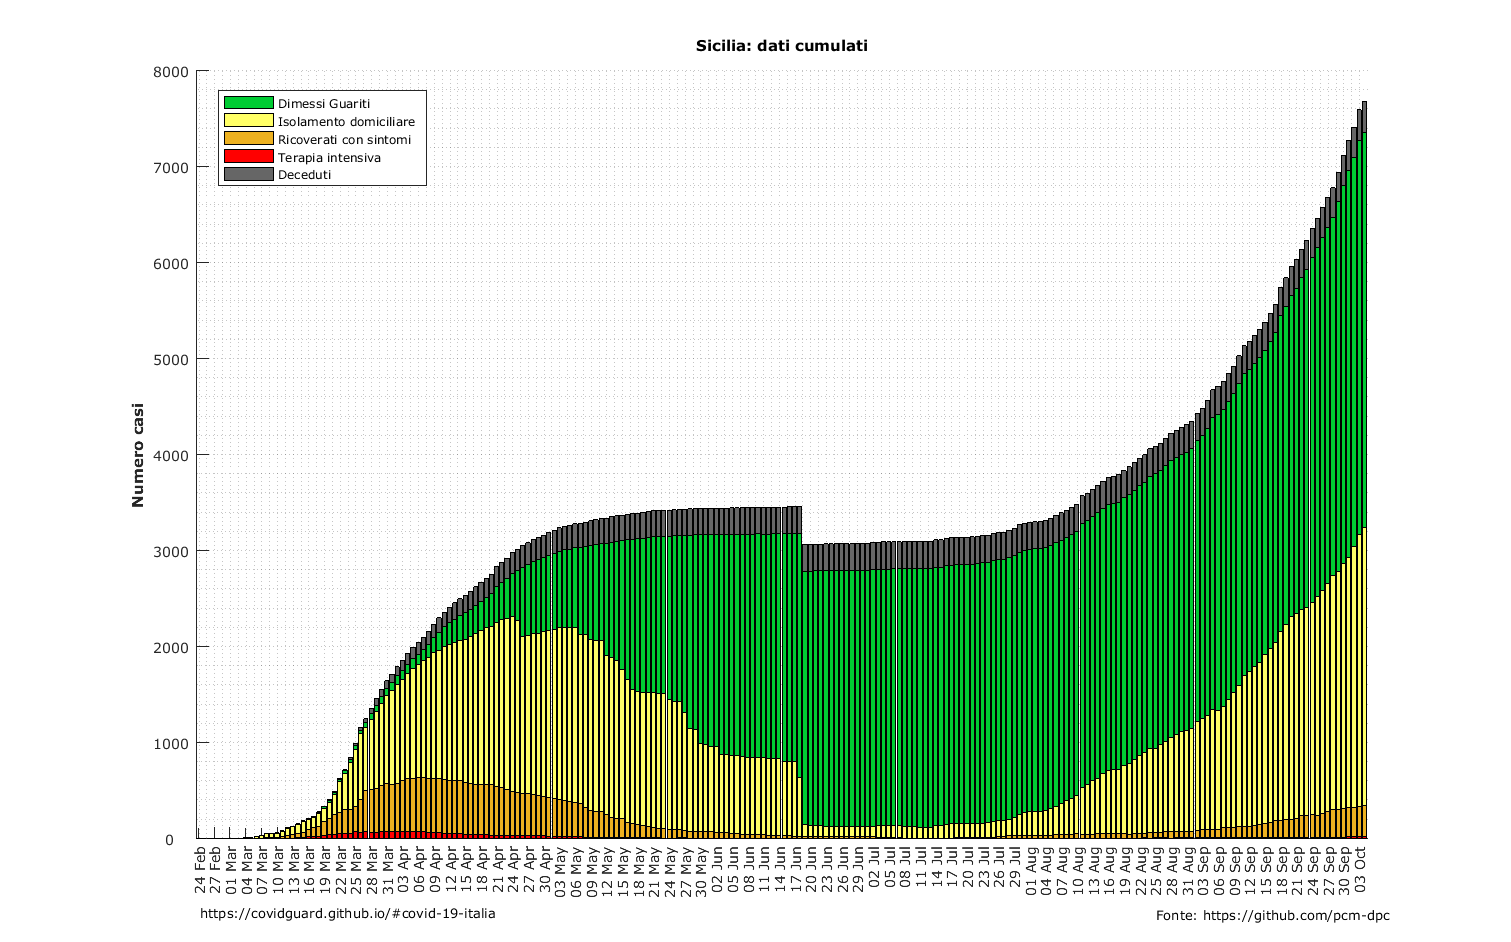 Sicilia: dati cumulati
8000
7000
6000
5000
4000
3000
2000
1000
0
Numero casi
Dimessi Guariti
Isolamento domiciliare
Ricoverati con sintomi
Terapia intensiva
Deceduti
24 Feb
27 Feb
01 Mar
04 Mar
07 Mar
10 Mar
13 Mar
16 Mar
19 Mar
22 Mar
25 Mar
28 Mar
31 Mar
03 Apr
06 Apr
09 Apr
12 Apr
15 Apr
18 Apr
21 Apr
24 Apr
27 Apr
30 Apr
03 May
06 May
09 May
12 May
15 May
18 May
21 May
24 May
27 May
30 May
02 Jun
05 Jun
08 Jun
11 Jun
14 Jun
17 Jun
20 Jun
23 Jun
26 Jun
29 Jun
02 Jul
05 Jul
08 Jul
11 Jul
14 Jul
17 Jul
20 Jul
23 Jul
26 Jul
29 Jul
01 Aug
04 Aug
07 Aug
10 Aug
13 Aug
16 Aug
19 Aug
22 Aug
25 Aug
28 Aug
31 Aug
03 Sep
06 Sep
09 Sep
12 Sep
15 Sep
18 Sep
21 Sep
24 Sep
27 Sep
30 Sep
03 Oct
https://covidguard.github.io/#covid-19-italia
Fonte: https://github.com/pcm-dpc